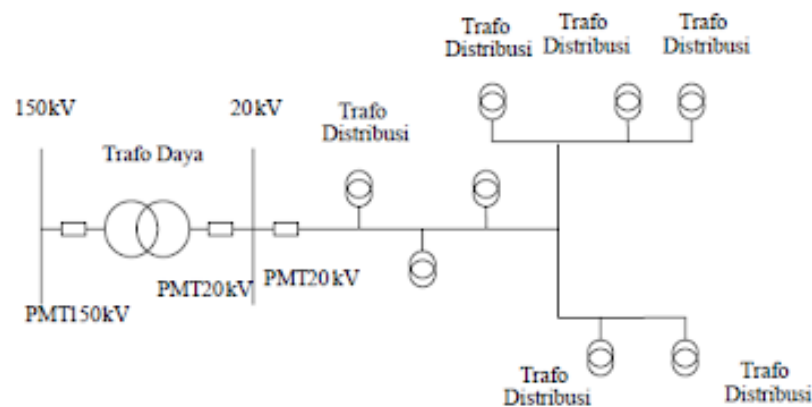 Trafo
Distribusi
Trafo
Distribusi
Trafo
Distribusi
150kV
20kV
Trafo
Distribusi
Trafo Daya
PMT150kV
PMT20kV
PMT20kV
Trafo
Distribusi
Trafo
Distribusi